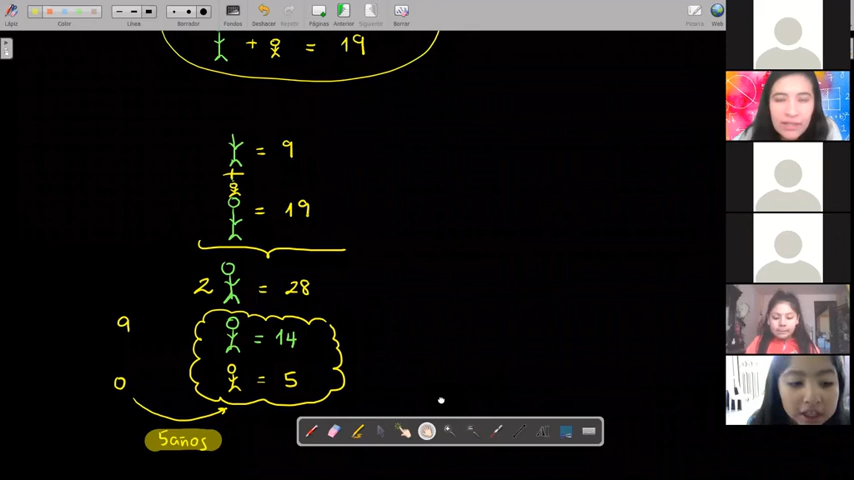 Lápiz Color Línea Borrador Fondos Deshacer Rehacer Páginas Anterior Siguiente Borrar Pizarra Web
+ = 19
= 9
+
= 19
2 = 28
= 14
9
= 5
0
5años